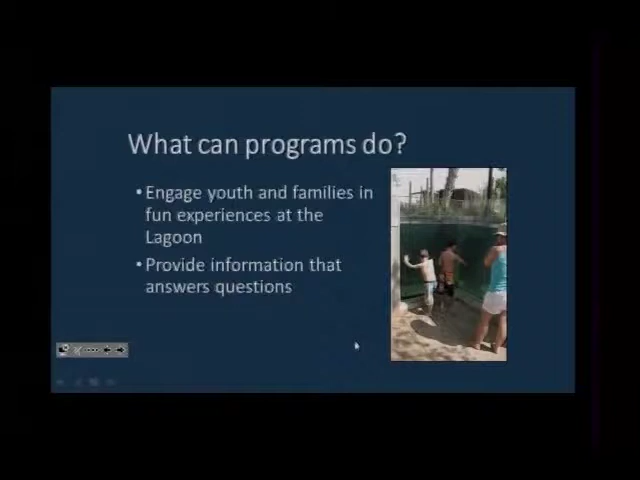 What can programs do?
• Engage youth and families in
fun experiences at the
Lagoon
• Provide information that
answers questions